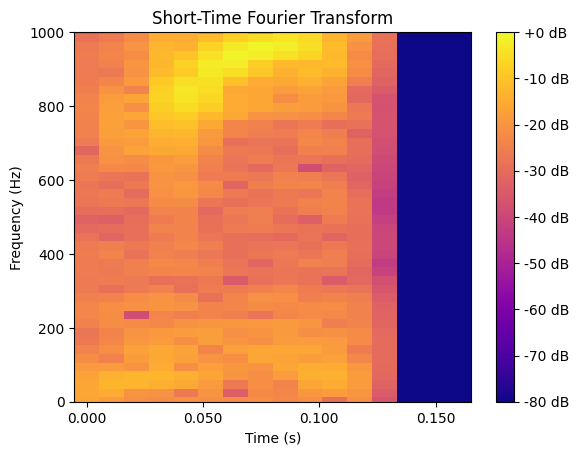 Short-Time Fourier Transform
Frequency (Hz)
1000
800
600
400
200
0
0.000
0.050
0.100
0.150
Time (s)
+0 dB
-10 dB
-20 dB
-30 dB
-40 dB
-50 dB
-60 dB
-70 dB
-80 dB